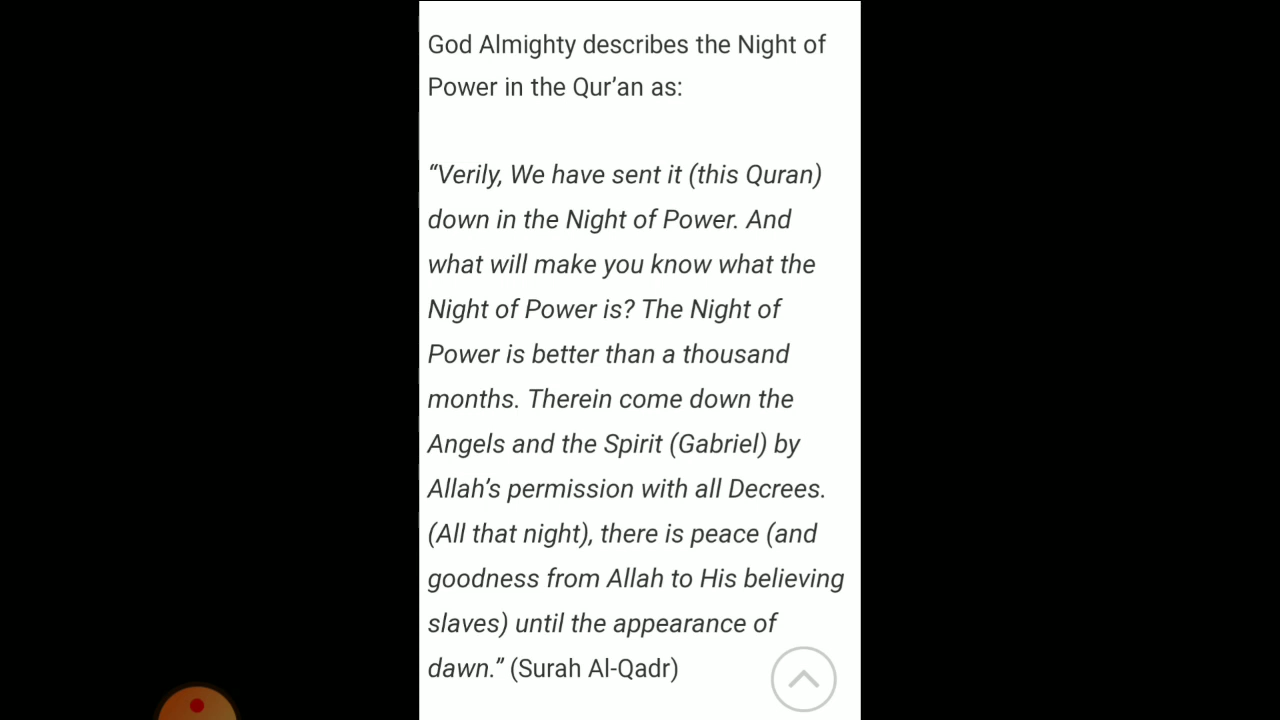 God Almighty describes the Night of
Power in the Qur’an as:
“Verily, We have sent it (this Quran)
down in the Night of Power. And
what will make you know what the
Night of Power is? The Night of
Power is better than a thousand
months. Therein come down the
Angels and the Spirit (Gabriel) by
Allah’s permission with all Decrees.
(All that night), there is peace (and
goodness from Allah to His believing
slaves) until the appearance of
dawn.” (Surah Al-Qadr)